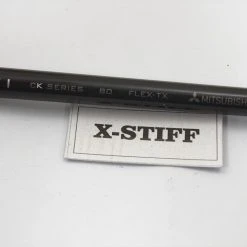 CK SERIES 80 FLEX-TX MITSUBISHI
X-STIFF